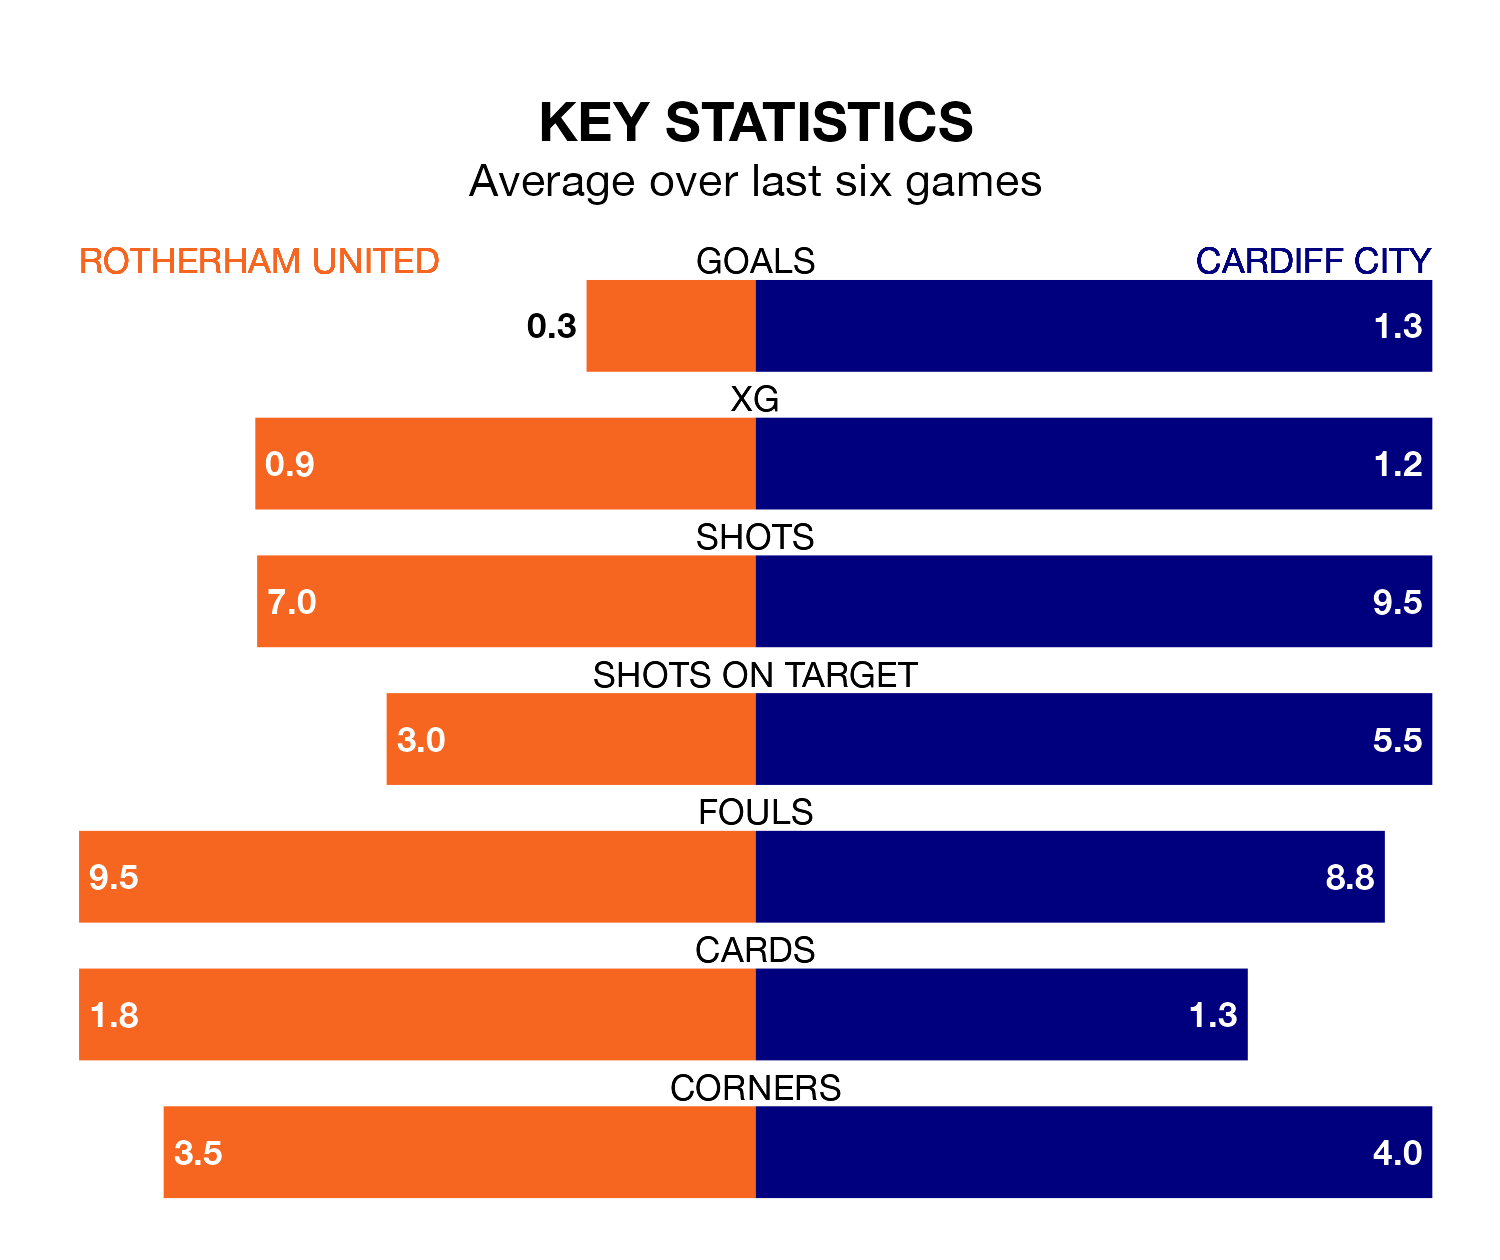 KEY STATISTICS
Average over last six games
ROTHERHAM UNITED GOALS CARDIFF CITY
0.3 1.3
XG
0.9 1.2
SHOTS
7.0 9.5
SHOTS ON TARGET
3.0 5.5
FOULS
9.5 8.8
CARDS
1.8 1.3
CORNERS
3.5 4.0